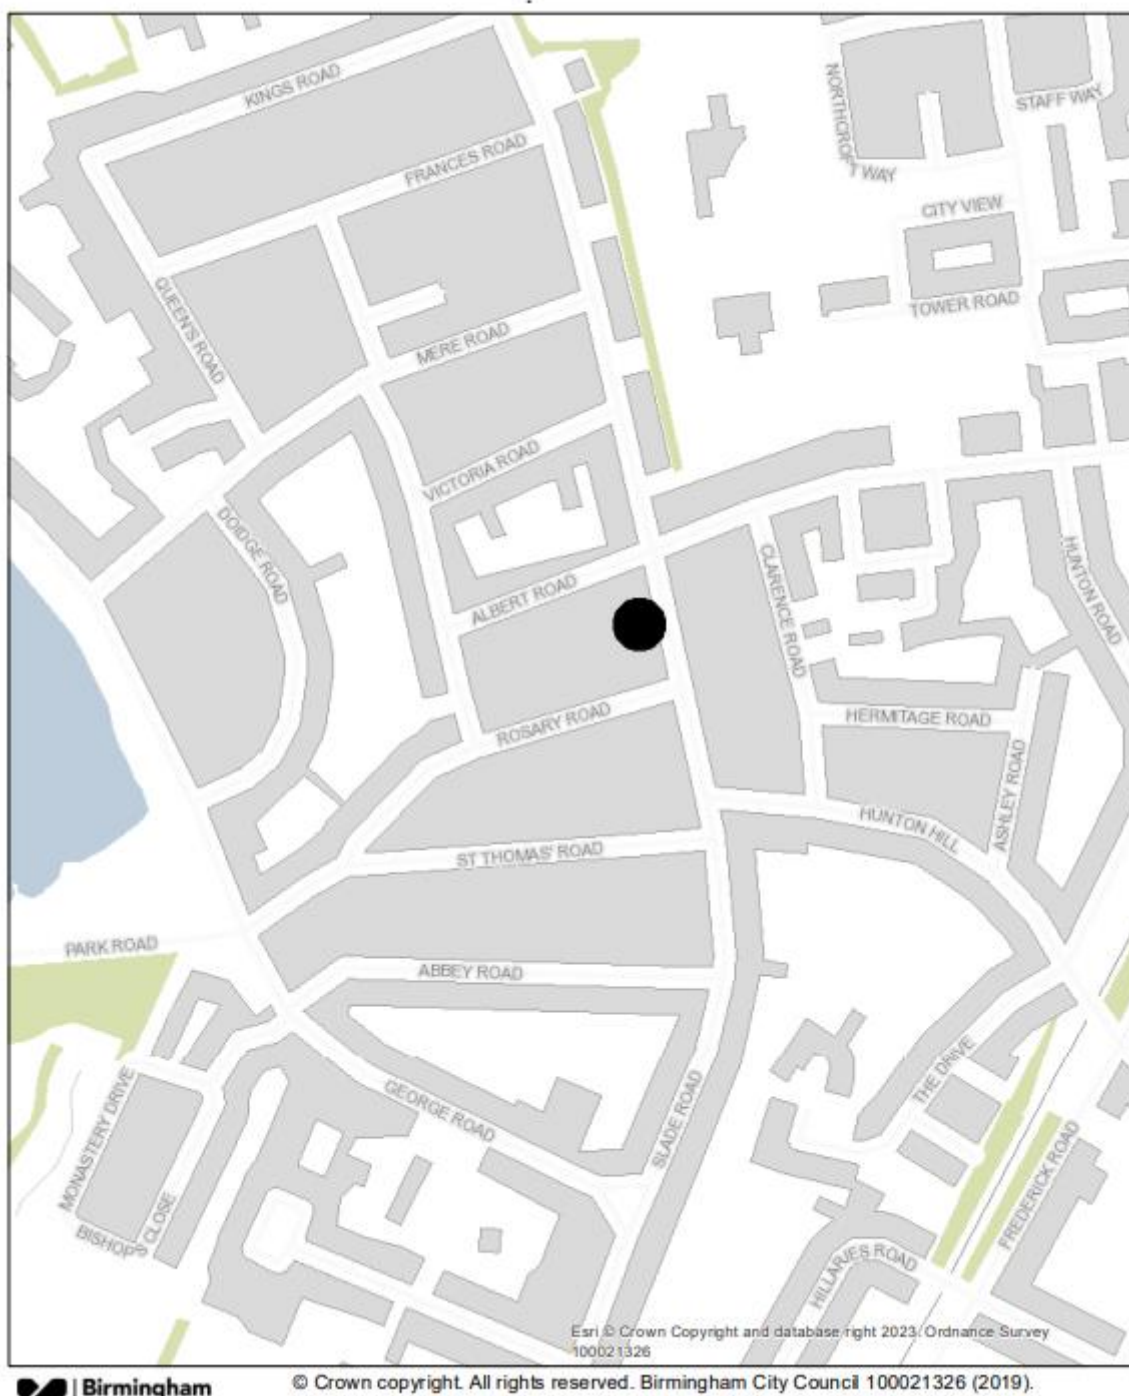 KINGS ROAD
NORTHCROFT WAY
STAFF WAY
FRANCES ROAD
CITY VIEW
QUEEN'S ROAD
TOWER ROAD
MERE ROAD
VICTORIA ROAD
DOIDGE ROAD
ALBERT ROAD
CLARENCE ROAD
HUNTON ROAD
ROSARY ROAD
HERMITAGE ROAD
ASHLEY ROAD
HUNTON HILL
ST THOMAS' ROAD
PARK ROAD
ABBEY ROAD
GEORGE ROAD
THE DRIVE
SLADE ROAD
MONASTERY DRIVE
FREDERICK ROAD
BISHOPS CLOSE
HILLARIES ROAD
Esri © Crown Copyright and database right 2023. Ordnance Survey
100021326
Birmingham
© Crown copyright. All rights reserved. Birmingham City Council 100021326 (2019).